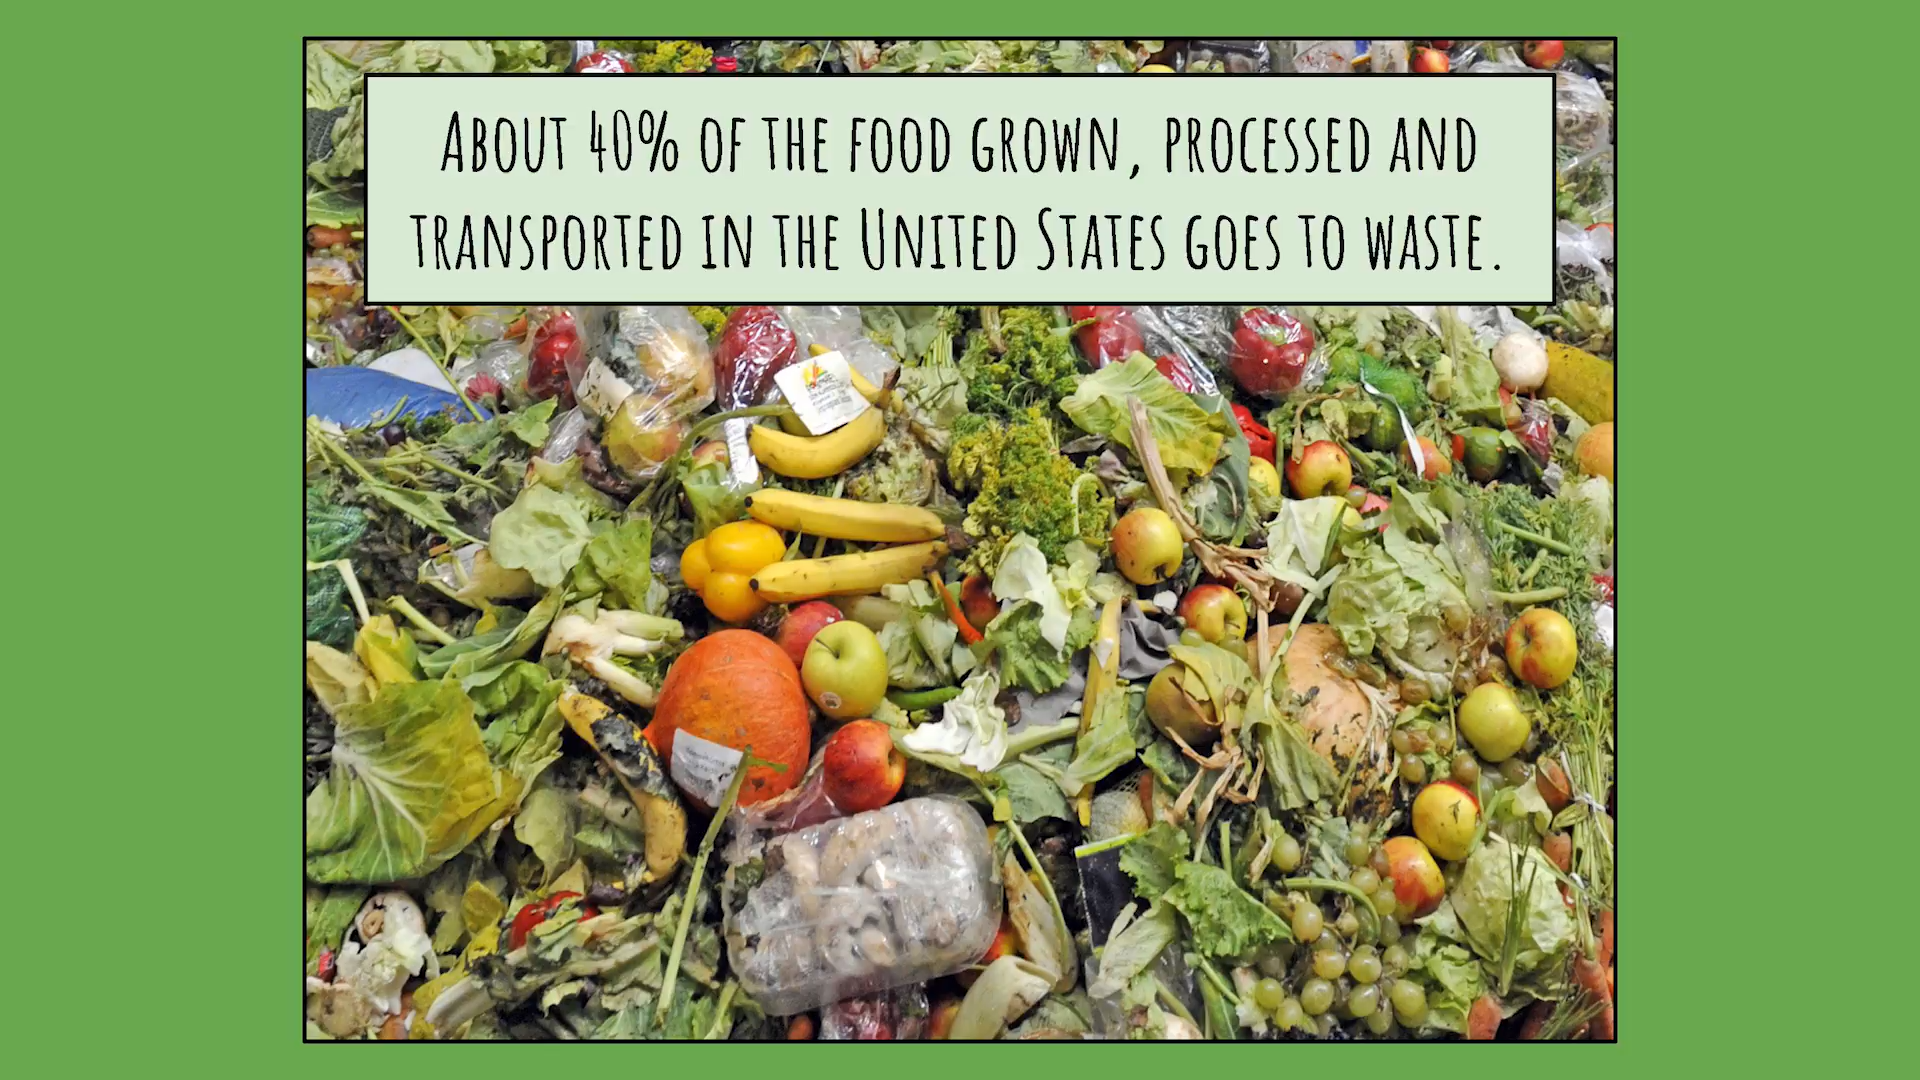 About 40% of the food grown, processed and
transported in the United States goes to waste.